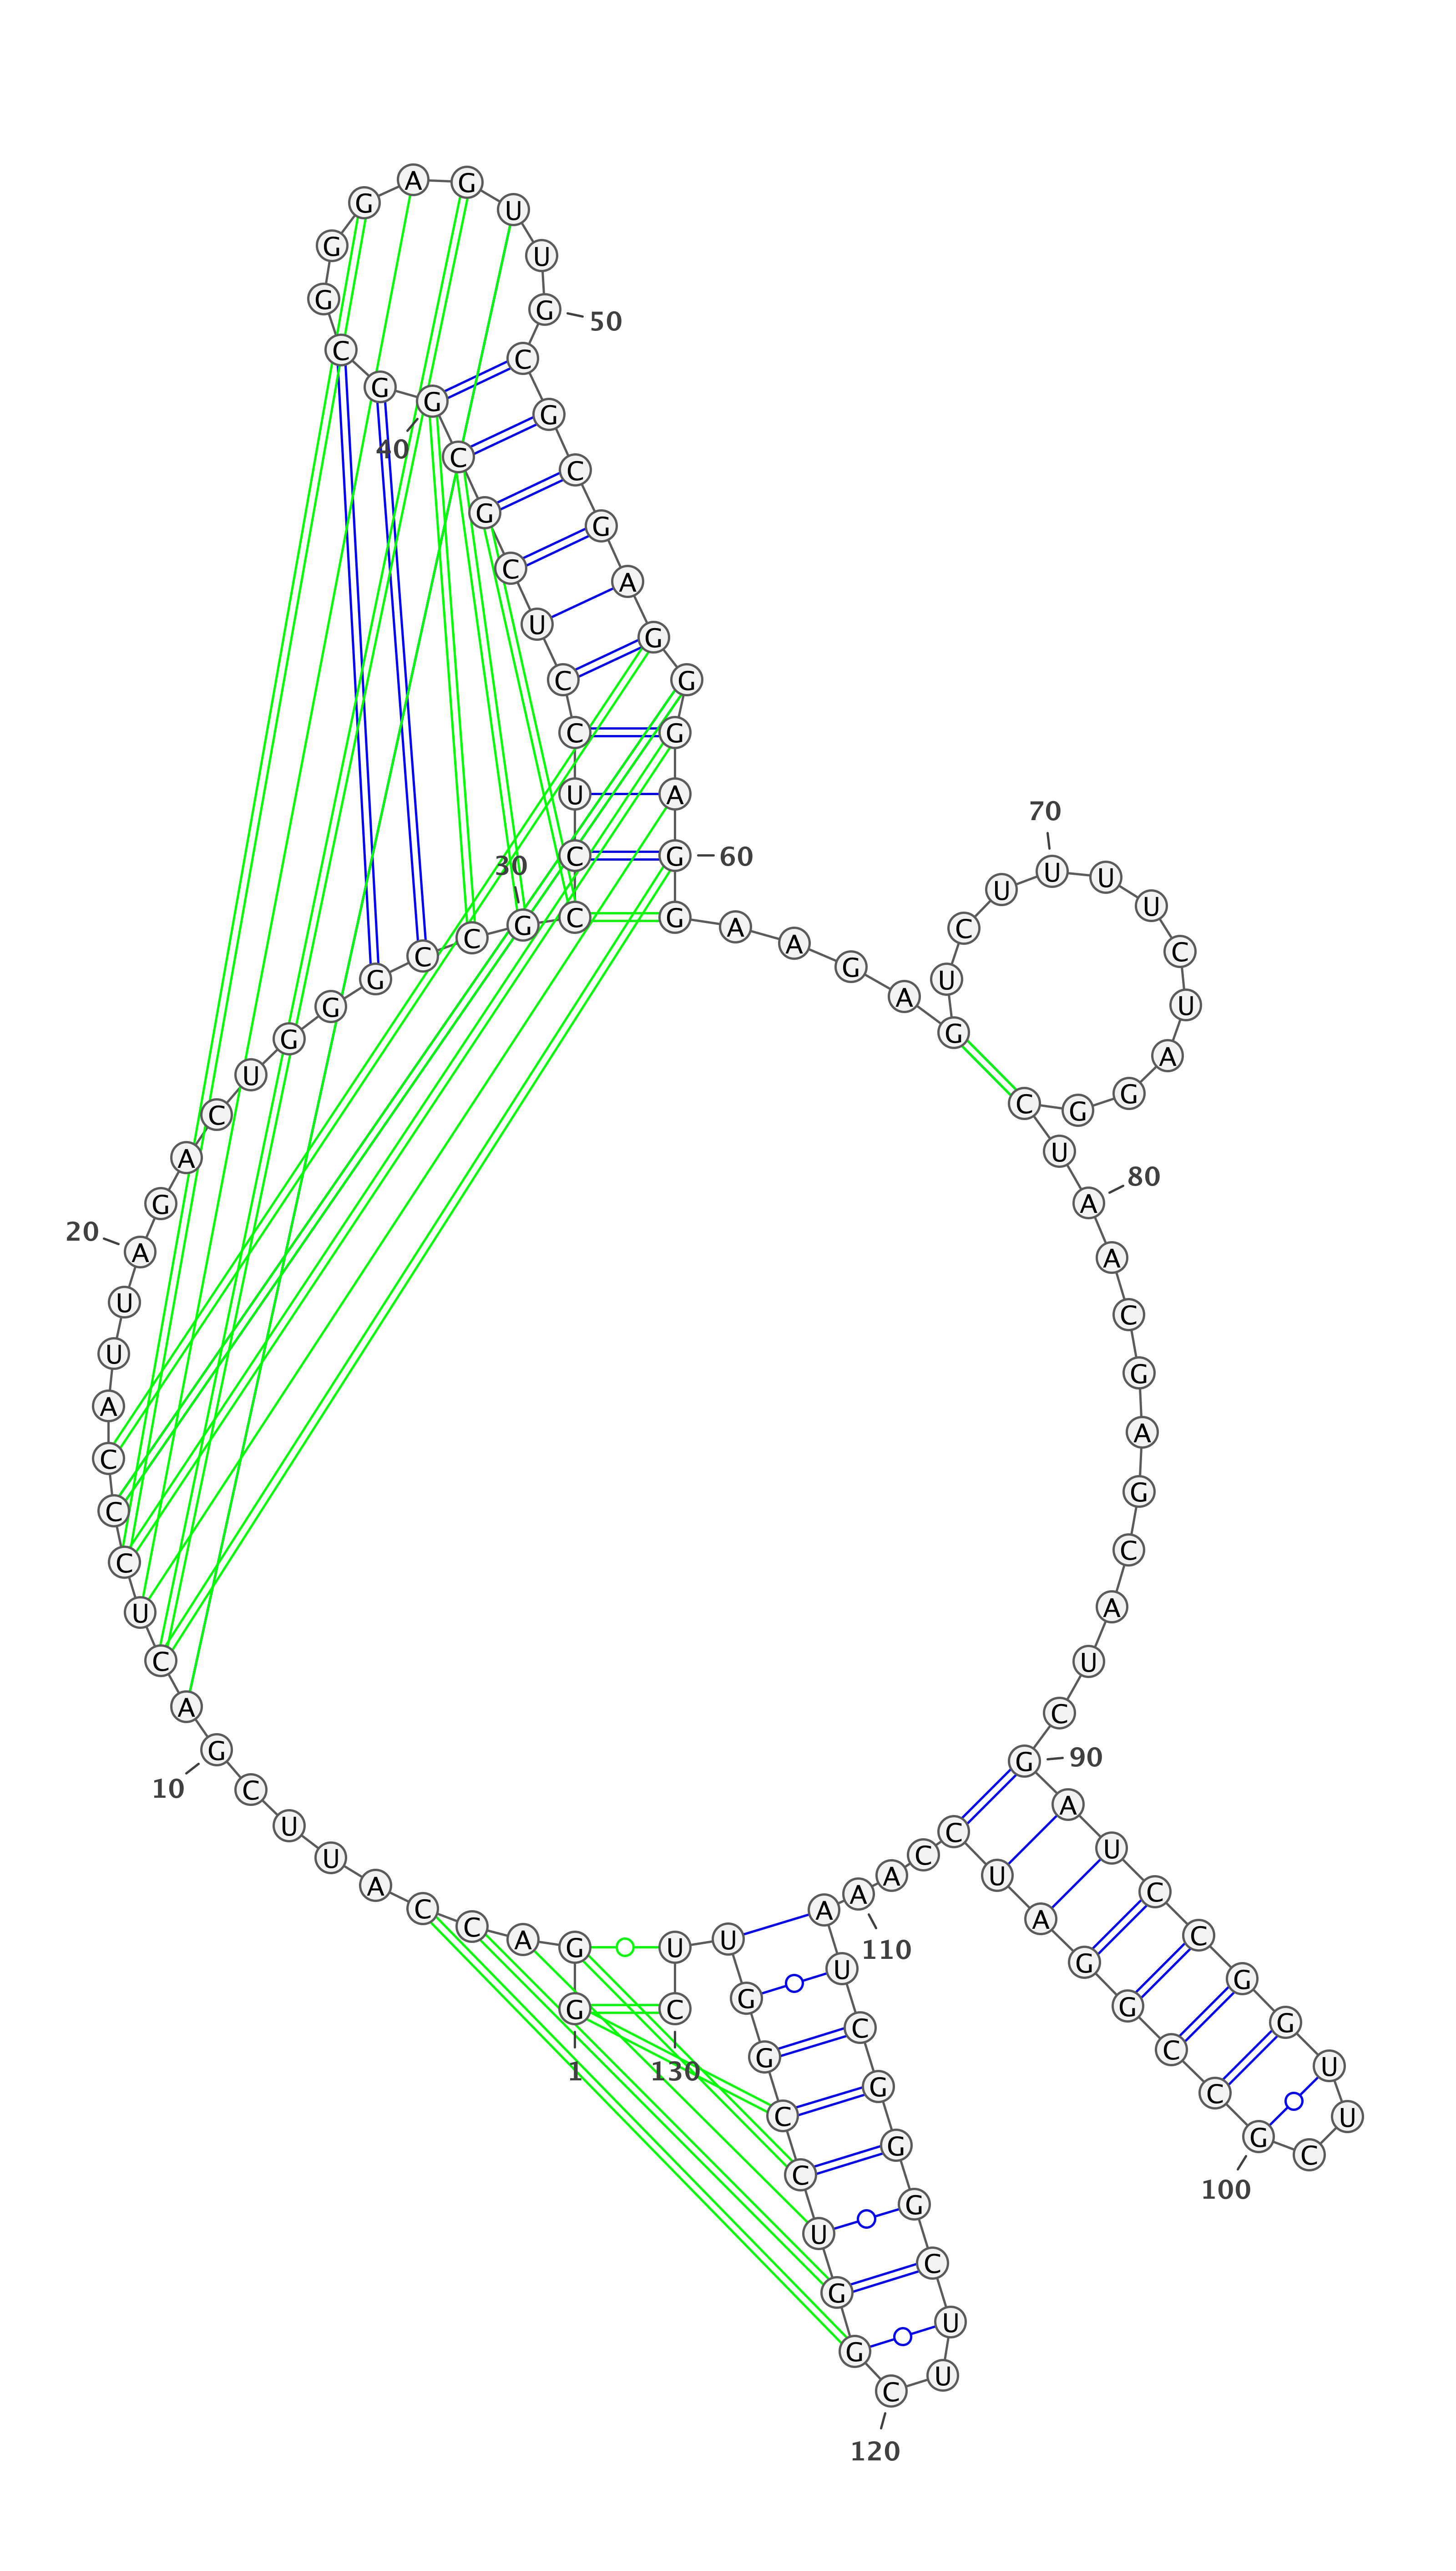 G
1
G A C C A U U C G
10
A C U C C C A U U A
20
G A C U G G G C C G
30
C C U C C U C G C G
40
G C G G G A G U U G
50
C G C G A G G G A G
60
G A A G A G U C U U
70
U U C U A G G C U A
80
A C G A G C A U C G
90
A U C C G G U U C G
100
C C G G A U C C A A
110
A U C G G G C U U C
120
G G U C C G G U U C
130